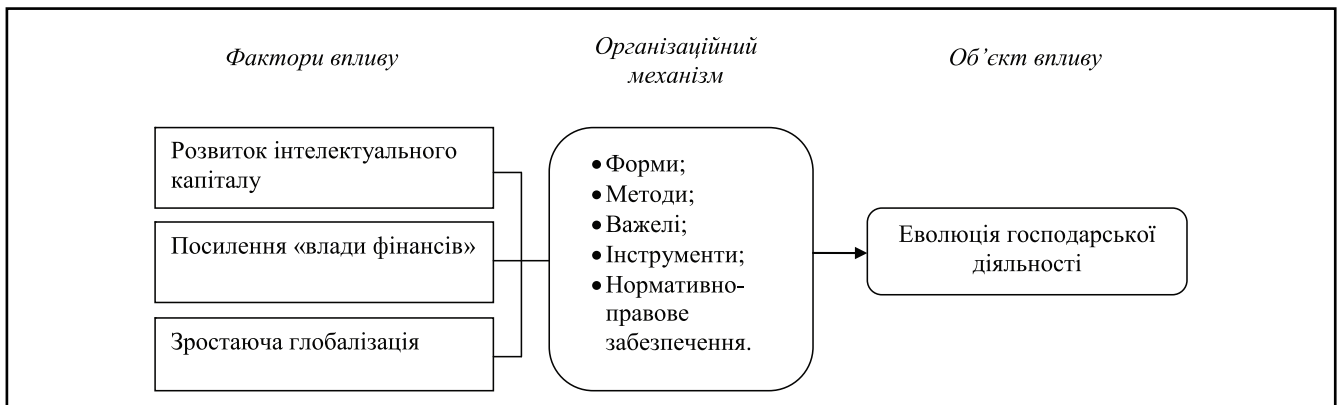 Фактори впливу
Організаційний
механізм
Об’єкт впливу
Розвиток інтелектуального
капіталу
Посилення «влади фінансів»
Зростаюча глобалізація
•Форми;
•Методи;
•Важелі;
•Інструменти;
•Нормативно-
правове
забезпечення.
Еволюція господарської
діяльності